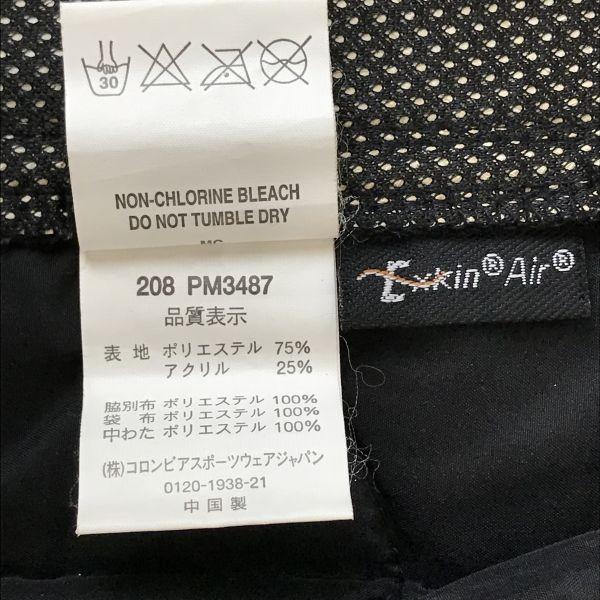 30
NON-CHLORINE BLEACH
DO NOT TUMBLE DRY
208 PM3487
品質表示
表 地 ポリエステル 75%
アクリル 25%
脇別布 ポリエステル 100%
袋 布 ポリエステル 100%
中わた ポリエステル 100%
(株)コロンビアスポーツウェアジャパン
0120-1938-21
中国製
Exkin® Air®